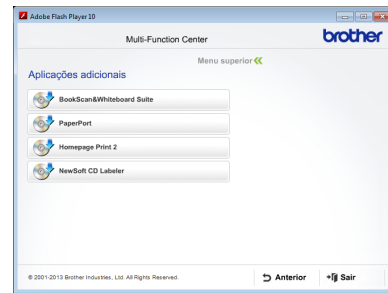 Adobe Flash Player 10
Multi-Function Center
brother
Menu superior
Aplicações adicionais
BookScan&Whiteboard Suite
PaperPort
Homepage Print 2
NewSoft CD Labeler
© 2001-2013 Brother Industries, Ltd. All Rights Reserved.
Anterior
Sair